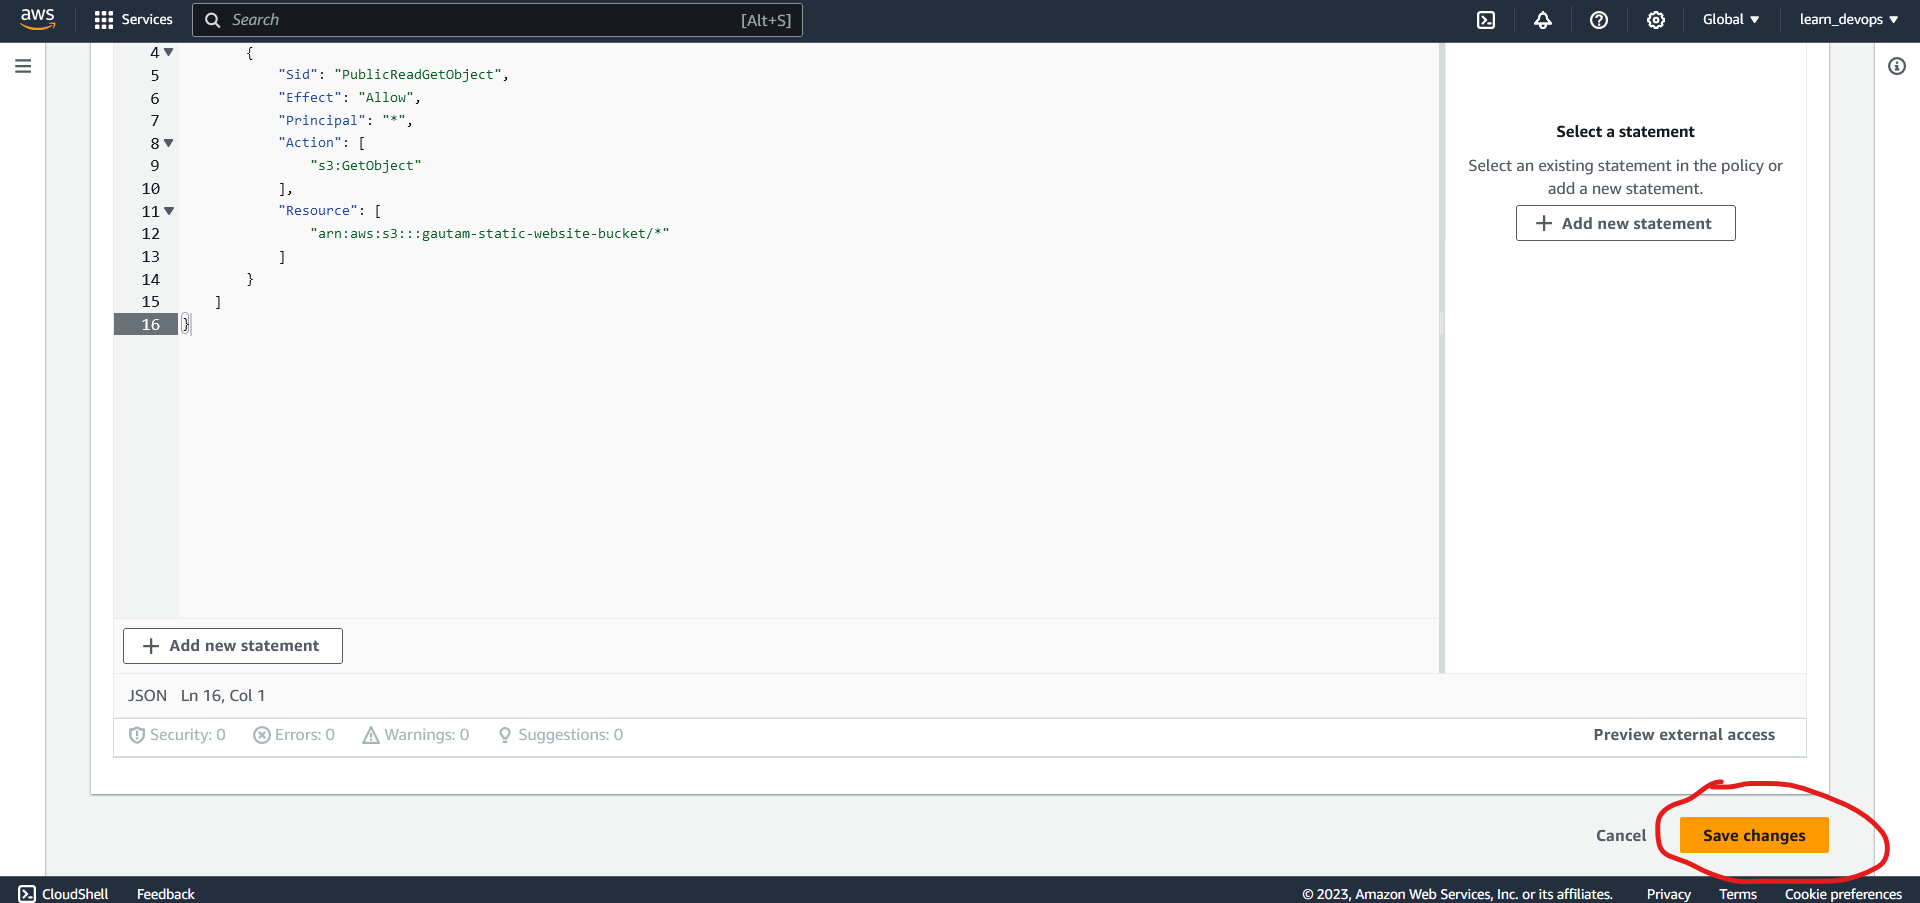 aws Services Search [Alt+S] Global learn_devops
4 {
5 "Sid": "PublicReadGetObject",
6 "Effect": "Allow",
7 "Principal": "*",
8 "Action": [
9 "s3:GetObject"
10 ],
11 "Resource": [
12 "arn:aws:s3:::gautam-static-website-bucket/*"
13 ]
14 }
15 ]
16 }
Select a statement
Select an existing statement in the policy or
add a new statement.
+ Add new statement
+ Add new statement
JSON Ln 16, Col 1
Security: 0 Errors: 0 Warnings: 0 Suggestions: 0 Preview external access
Cancel Save changes
CloudShell Feedback © 2023, Amazon Web Services, Inc. or its affiliates. Privacy Terms Cookie preferences